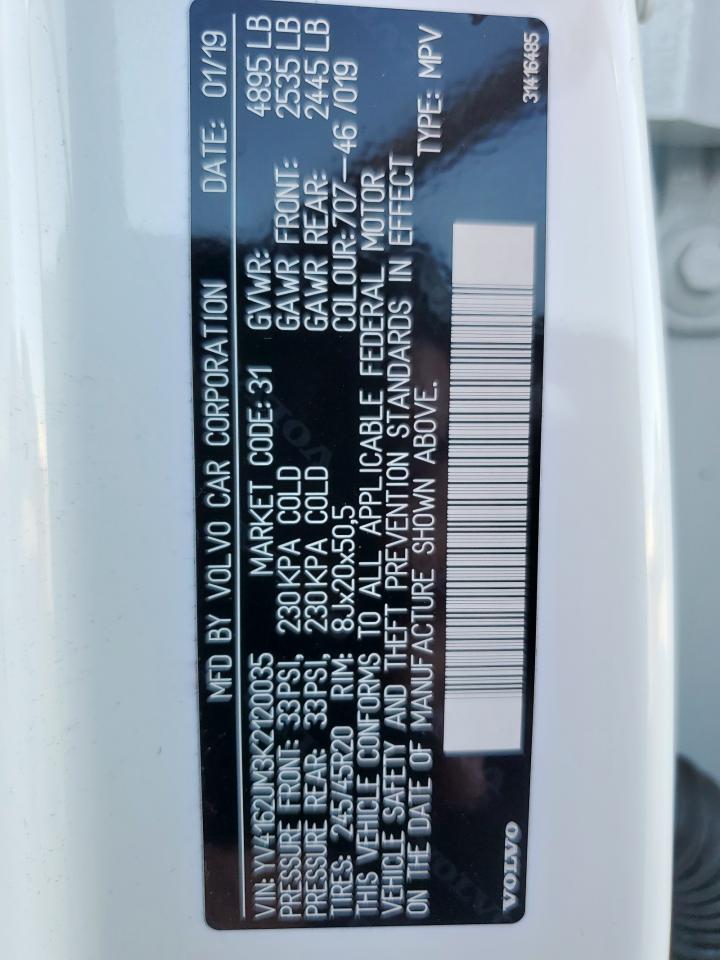 MFD BY VOLVO CAR CORPORATION DATE: 01/19
VIN: YV4162UM3K2120035 MARKET CODE: 31 GVWR: 4895 LB
PRESSURE FRONT: 33PSI, 230KPA COLD GAWR FRONT: 2535 LB
PRESSURE REAR: 33PSI, 230KPA COLD GAWR REAR: 2445 LB
TIRES: 245/45R20 RIM: 8Jx20x50,5 COLOUR: 707-46 /019
THIS VEHICLE CONFORMS TO ALL APPLICABLE FEDERAL MOTOR
VEHICLE SAFETY AND THEFT PREVENTION STANDARDS IN EFFECT
ON THE DATE OF MANUFACTURE SHOWN ABOVE. TYPE: MPV
VOLVO 31416485